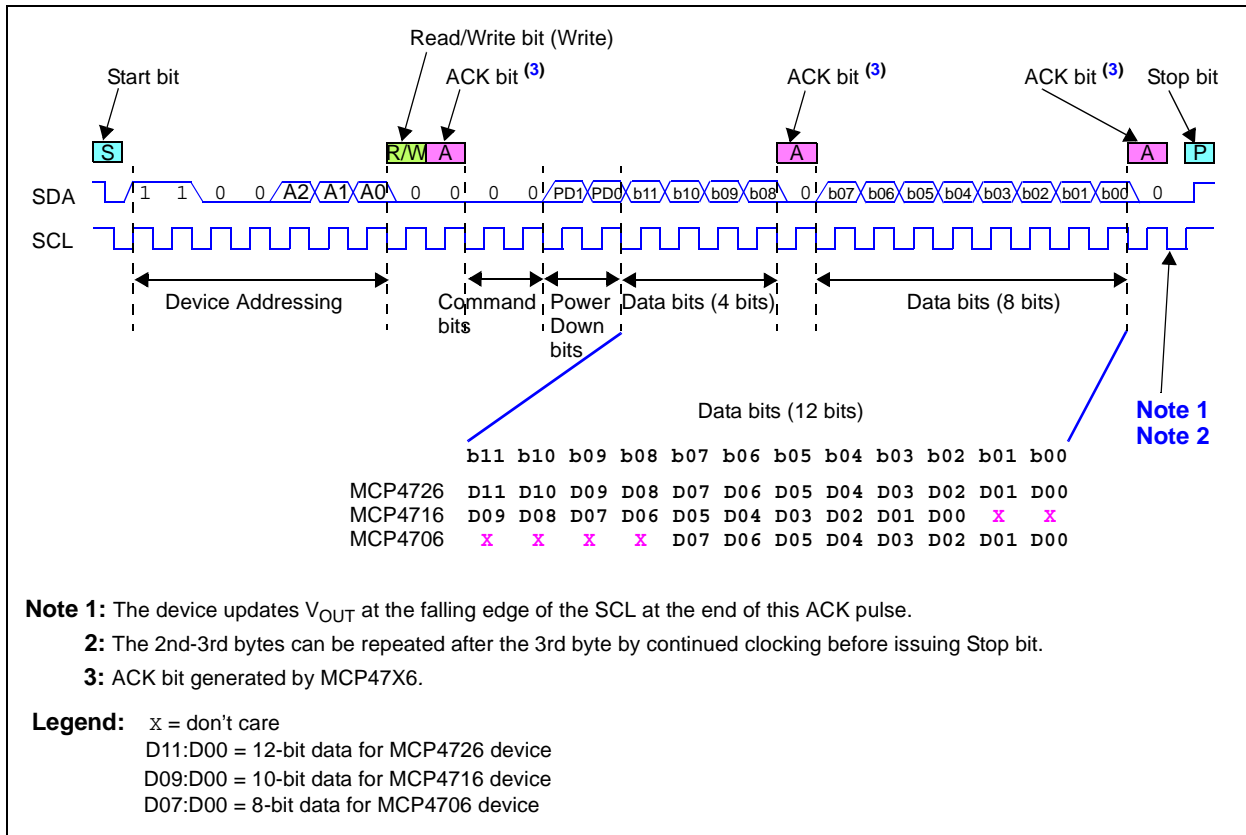 Read/Write bit (Write)
Start bit
ACK bit (3)
ACK bit (3)
ACK bit (3)
Stop bit
S
R/W
A
A
A
P
SDA
1 1 0 0 A2 A1 A0 0 0 0 0 PD1 PD0 b11 b10 b09 b08 0 b07 b06 b05 b04 b03 b02 b01 b00 0
SCL
Device Addressing
Command bits
Power Down bits
Data bits (4 bits)
Data bits (8 bits)
Note 1
Note 2
Data bits (12 bits)
b11 b10 b09 b08 b07 b06 b05 b04 b03 b02 b01 b00
MCP4726 D11 D10 D09 D08 D07 D06 D05 D04 D03 D02 D01 D00
MCP4716 D09 D08 D07 D06 D05 D04 D03 D02 D01 D00 X X
MCP4706 X X X X D07 D06 D05 D04 D03 D02 D01 D00
Note 1: The device updates VOUT at the falling edge of the SCL at the end of this ACK pulse.
2: The 2nd-3rd bytes can be repeated after the 3rd byte by continued clocking before issuing Stop bit.
3: ACK bit generated by MCP47X6.
Legend: X = don't care
D11:D00 = 12-bit data for MCP4726 device
D09:D00 = 10-bit data for MCP4716 device
D07:D00 = 8-bit data for MCP4706 device